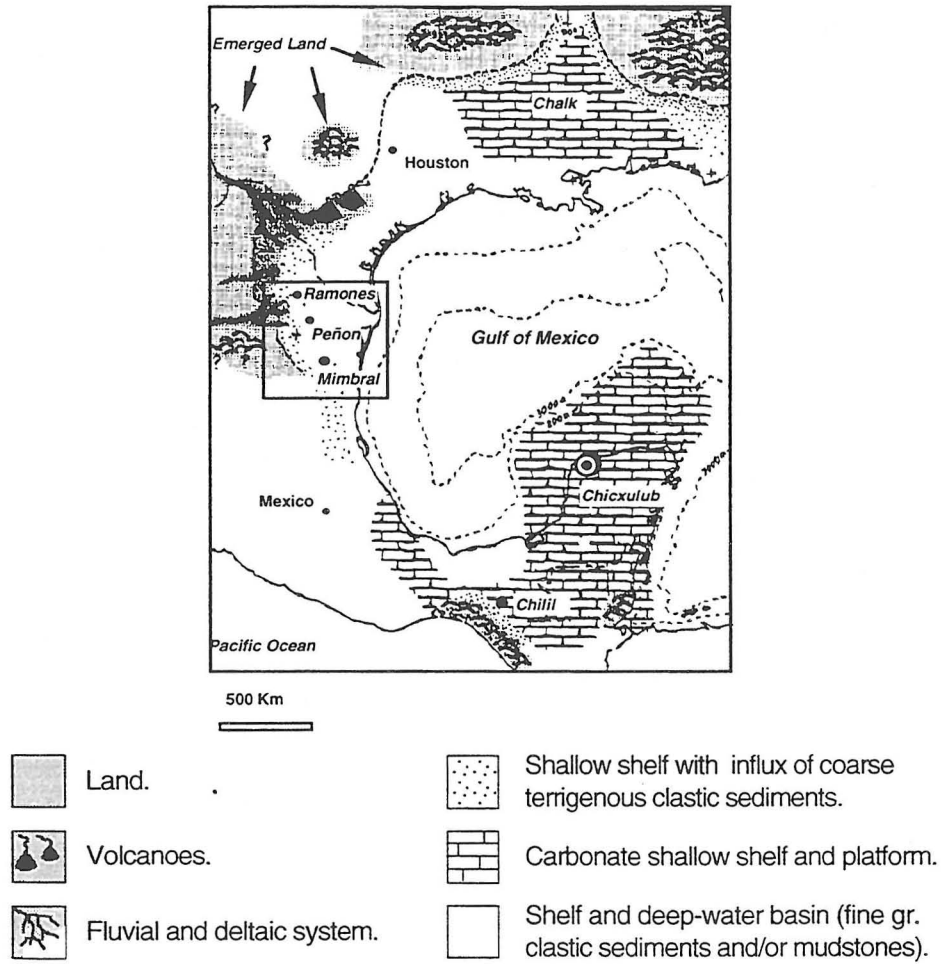 Emerged Land
90°
Chalk
?
?
Houston
Ramones
Peñon
Gulf of Mexico
Mimbral
Chicxulub
Mexico
Chilil
Pacific Ocean
500 Km
Land.
Shallow shelf with influx of coarse
terrigenous clastic sediments.
Volcanoes.
Carbonate shallow shelf and platform.
Fluvial and deltaic system.
Shelf and deep-water basin (fine gr.
clastic sediments and/or mudstones).